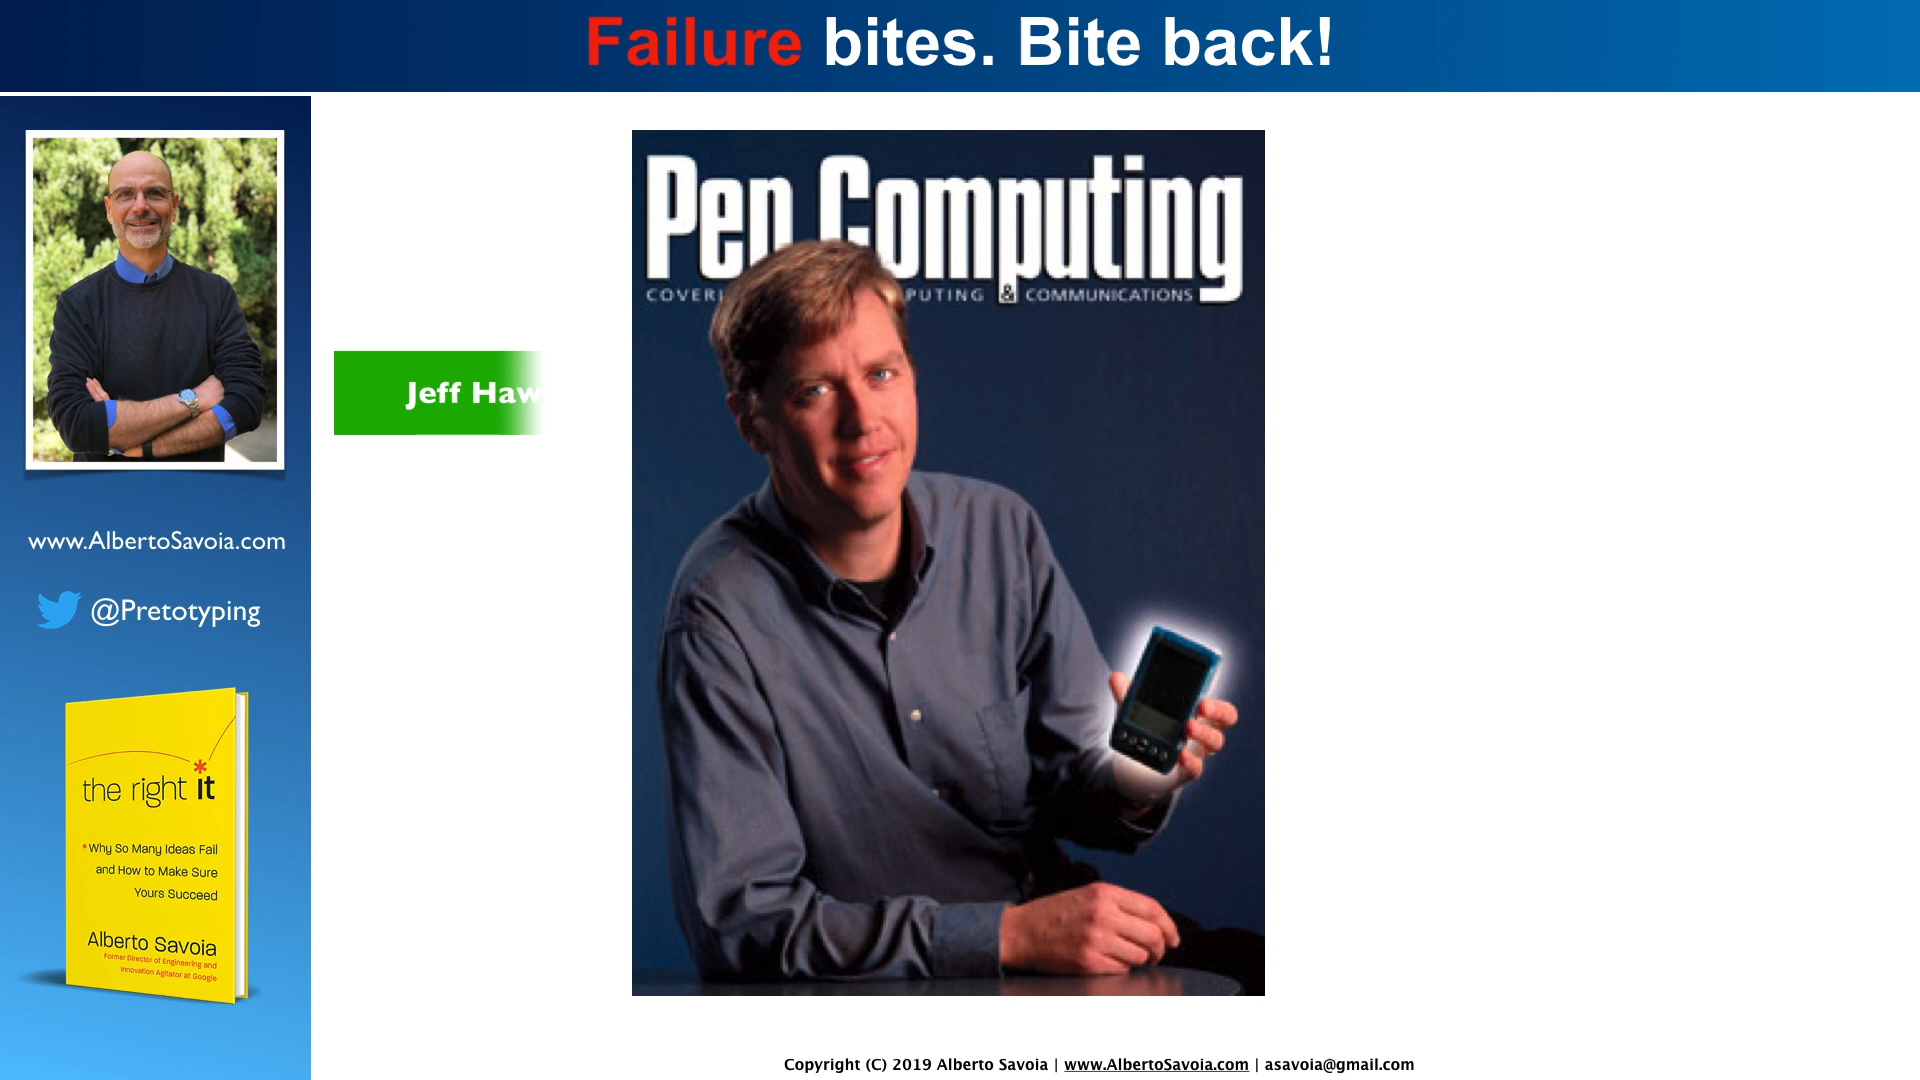 Failure bites. Bite back!
Pen Computing
COVERI PUTING & COMMUNICATIONS
Jeff Haw
www.AlbertoSavoia.com
@Pretotyping
the right it
*Why So Many Ideas Fail
and How to Make Sure
Yours Succeed
Alberto Savoia
Former Director of Engineering and
Innovation Agitator at Google
Copyright (C) 2019 Alberto Savoia | www.AlbertoSavoia.com | asavoia@gmail.com